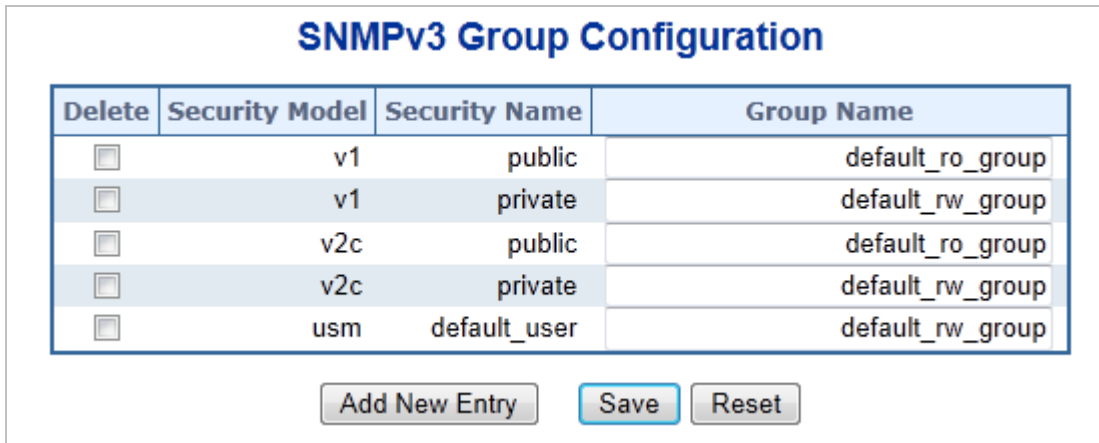 SNMPv3 Group Configuration
Delete Security Model Security Name Group Name
v1 public default_ro_group
v1 private default_rw_group
v2c public default_ro_group
v2c private default_rw_group
usm default_user default_rw_group
Add New Entry Save Reset